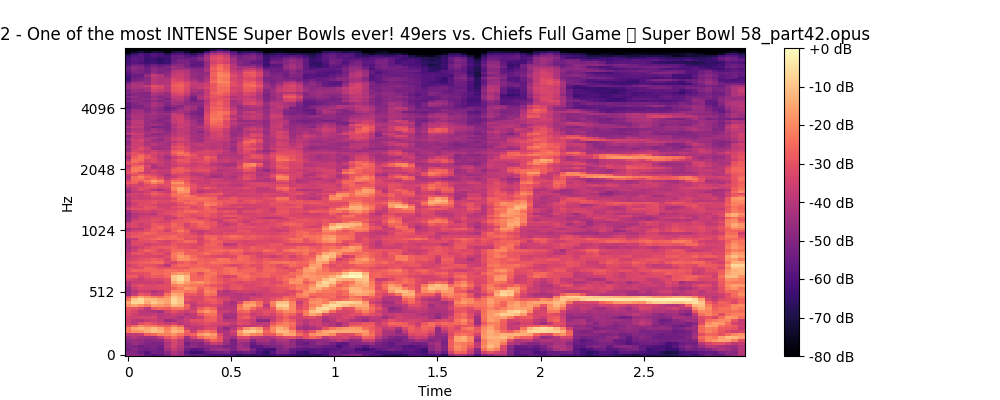 2 - One of the most INTENSE Super Bowls ever! 49ers vs. Chiefs Full Game  Super Bowl 58_part42.opus
+0 dB
4096
-10 dB
-20 dB
2048
-30 dB
Hz
1024
-40 dB
-50 dB
512
-60 dB
-70 dB
0
-80 dB
0 0.5 1 1.5 2 2.5
Time